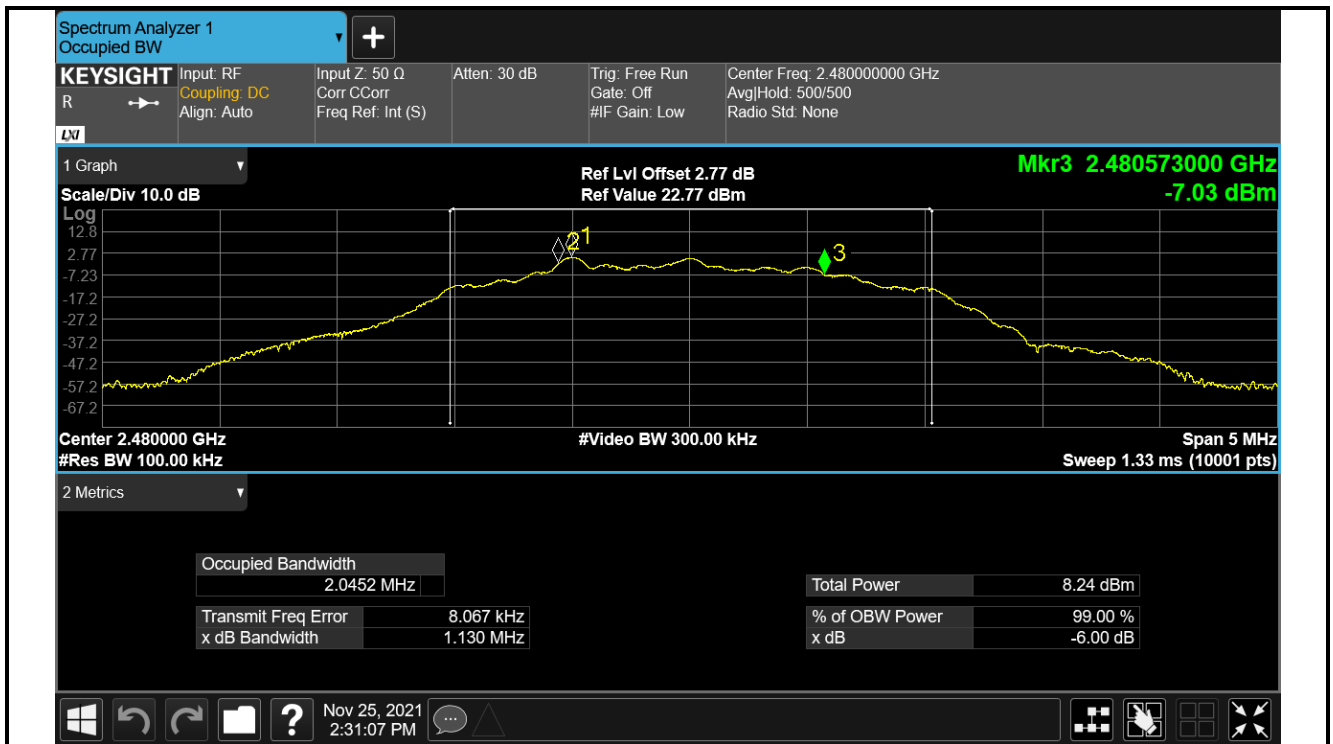 Spectrum Analyzer 1
Occupied BW
KEYSIGHT
R
LXI
Input: RF
Coupling: DC
Align: Auto
Input Z: 50 Ω
Corr CCorr
Freq Ref: Int (S)
Atten: 30 dB
Trig: Free Run
Gate: Off
#IF Gain: Low
Center Freq: 2.480000000 GHz
Avg|Hold: 500/500
Radio Std: None
1 Graph
Scale/Div 10.0 dB
Ref Lvl Offset 2.77 dB
Ref Value 22.77 dBm
Mkr3 2.480573000 GHz
-7.03 dBm
Log
12.8
2.77
-7.23
-17.2
-27.2
-37.2
-47.2
-57.2
-67.2
2
1
3
Center 2.480000 GHz
#Video BW 300.00 kHz
Span 5 MHz
#Res BW 100.00 kHz
Sweep 1.33 ms (10001 pts)
2 Metrics
Occupied Bandwidth
2.0452 MHz
Total Power 8.24 dBm
Transmit Freq Error 8.067 kHz
% of OBW Power 99.00 %
x dB Bandwidth 1.130 MHz
x dB -6.00 dB
?
Nov 25, 2021
2:31:07 PM